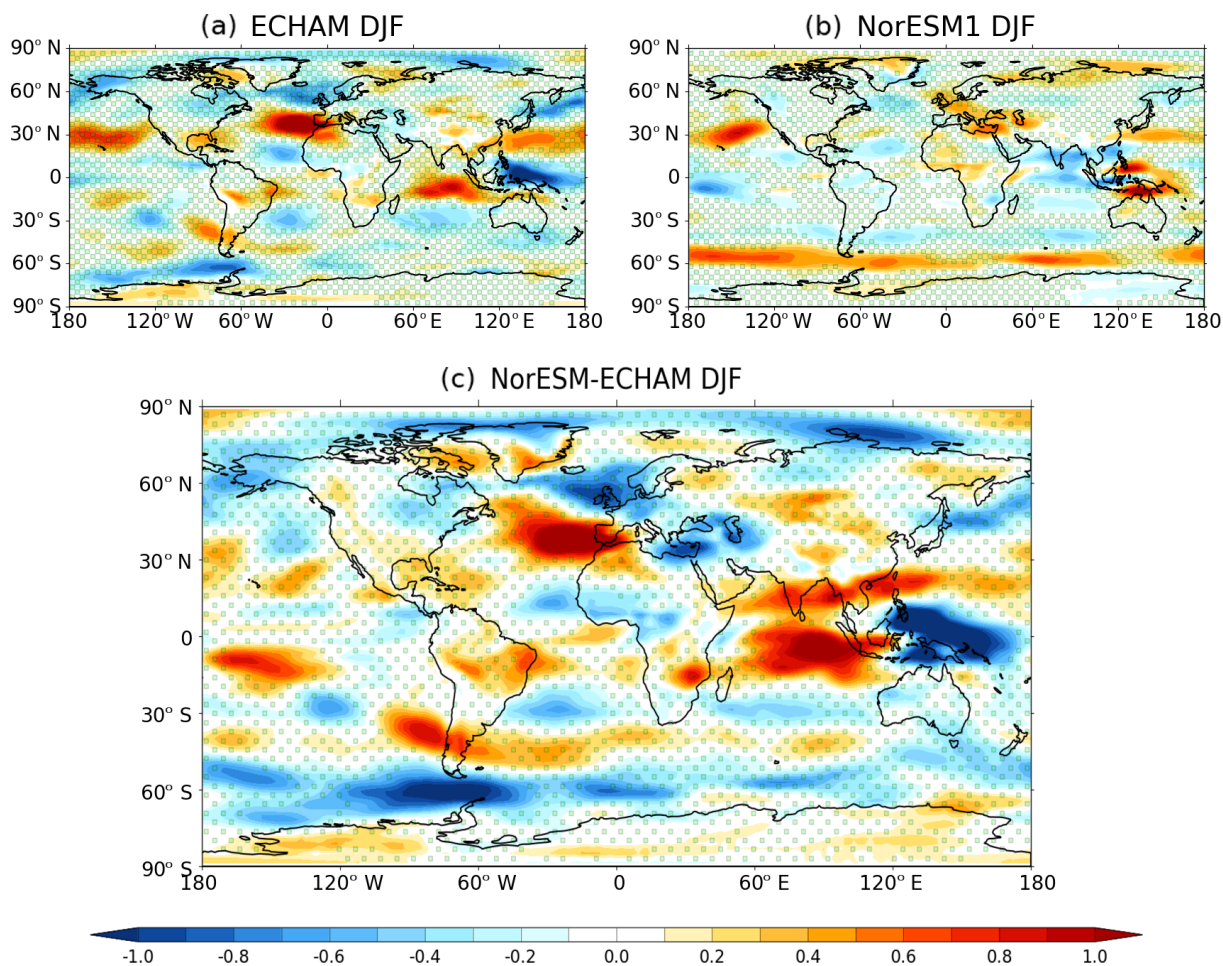 (a) ECHAM DJF
(b) NorESM1 DJF
90° N
60° N
30° N
0
30° S
60° S
90° S
180 120° W 60° W 0 60° E 120° E 180
90° N
60° N
30° N
0
30° S
60° S
90° S
180 120° W 60° W 0 60° E 120° E 180
(c) NorESM-ECHAM DJF
90° N
60° N
30° N
0
30° S
60° S
90° S
180 120° W 60° W 0 60° E 120° E 180
-1.0 -0.8 -0.6 -0.4 -0.2 0.0 0.2 0.4 0.6 0.8 1.0